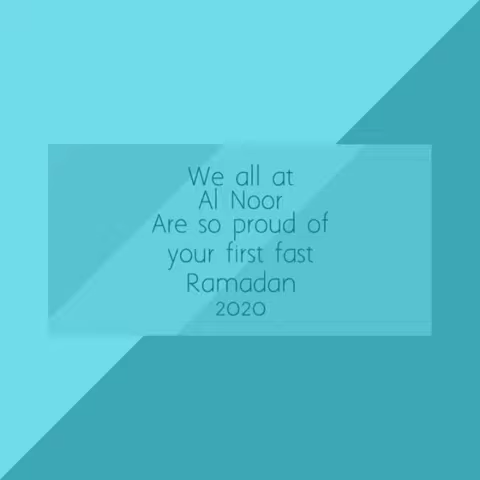 We all at
Al Noor
Are so proud of
your first fast
Ramadan
2020